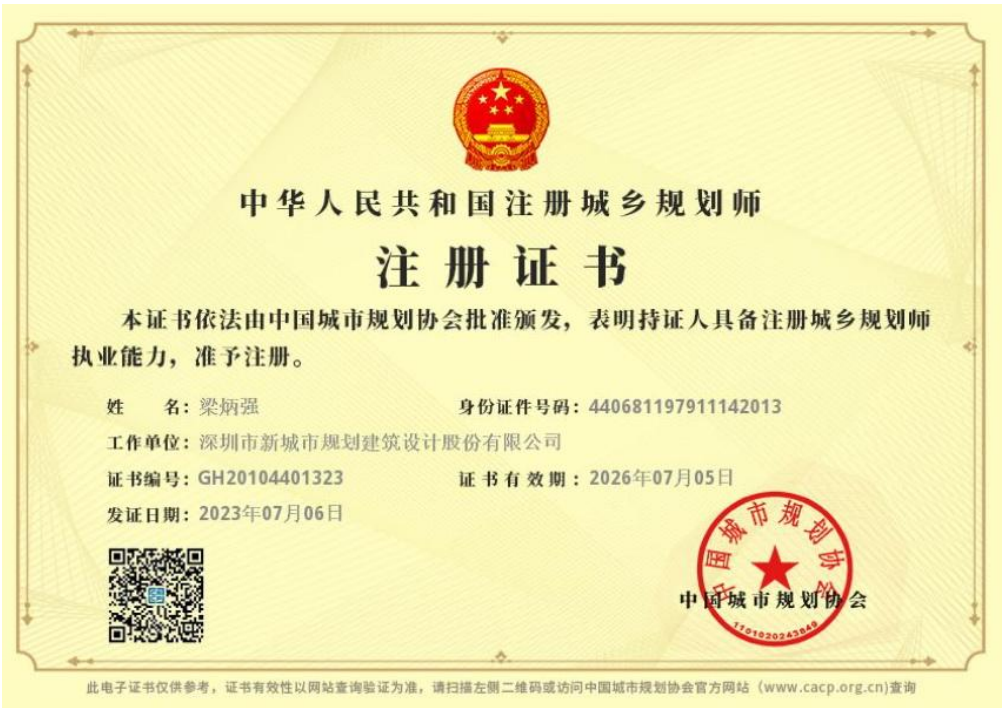 中华人民共和国注册城乡规划师
注册证书
本证书依法由中国城市规划协会批准颁发，表明持证人具备注册城乡规划师
执业能力，准予注册。
姓 名：梁炳强 身份证件号码：440681197911142013
工作单位：深圳市新城市规划建筑设计股份有限公司
证书编号：GH20104401323 证书有效期：2026年07月05日
发证日期：2023年07月06日
中国城市规划协会
中国城市规划协会
1101020243849
此电子证书仅供参考，证书有效性以网站查询验证为准，请扫描左侧二维码或访问中国城市规划协会官方网站（www.cacp.org.cn)查询